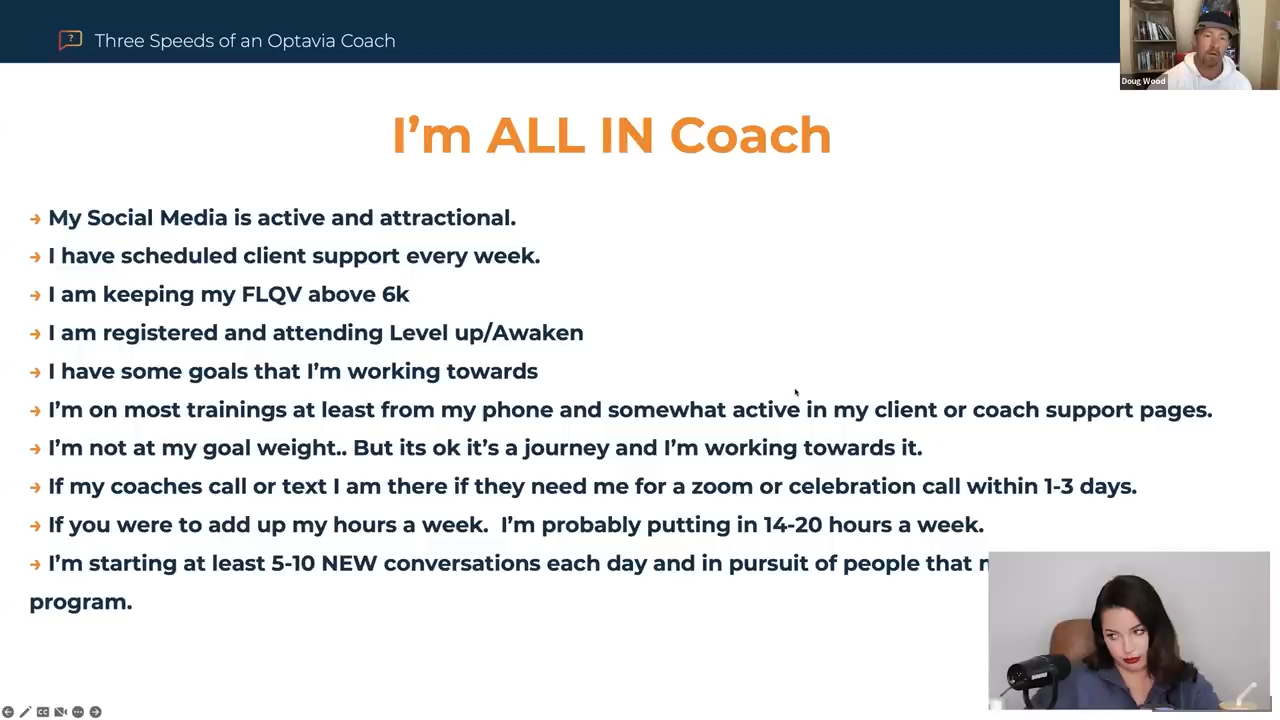 Three Speeds of an Optavia Coach
Doug Wood
I'm ALL IN Coach
→ My Social Media is active and attractional.
→ I have scheduled client support every week.
→ I am keeping my FLQV above 6k
→ I am registered and attending Level up/Awaken
→ I have some goals that I'm working towards
→ I'm on most trainings at least from my phone and somewhat active in my client or coach support pages.
→ I'm not at my goal weight.. But its ok it's a journey and I'm working towards it.
→ If my coaches call or text I am there if they need me for a zoom or celebration call within 1-3 days.
→ If you were to add up my hours a week.  I'm probably putting in 14-20 hours a week.
→ I'm starting at least 5-10 NEW conversations each day and in pursuit of people that
program.